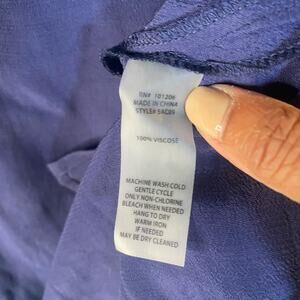 RN# 101206
MADE IN CHINA
STYLE# 5AC89
100% VISCOSE
MACHINE WASH COLD
GENTLE CYCLE
ONLY NON-CHLORINE
BLEACH WHEN NEEDED
HANG TO DRY
WARM IRON
IF NEEDED
MAY BE DRY CLEANED